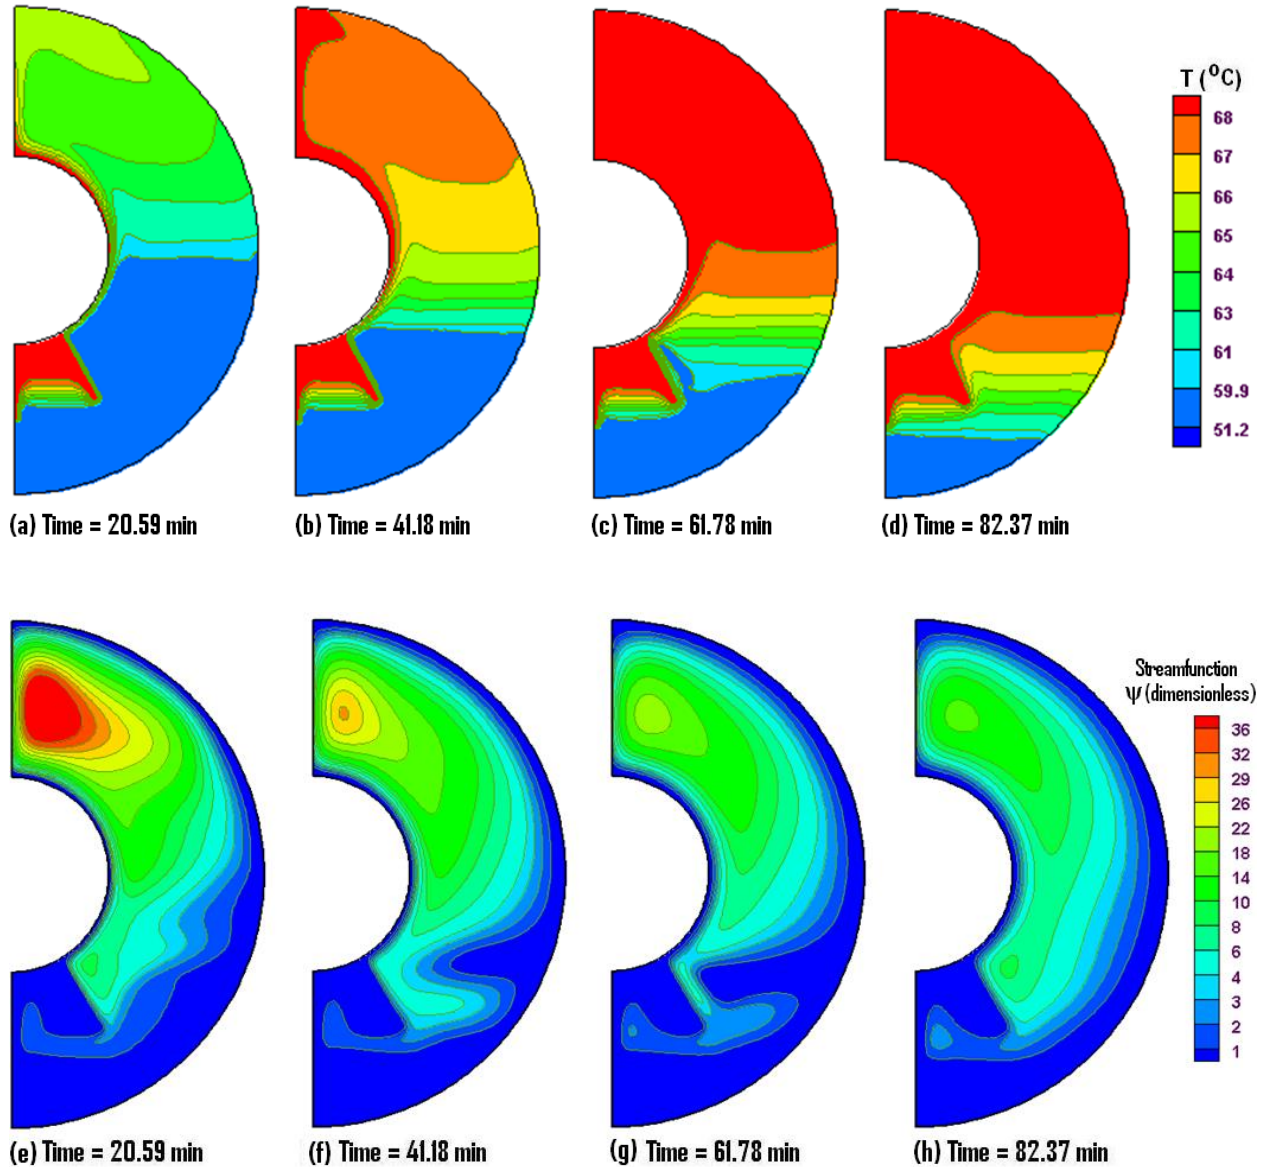 T (°C)
68
67
66
65
64
63
61
59.9
51.2
(a) Time = 20.59 min
(b) Time = 41.18 min
(c) Time = 61.78 min
(d) Time = 82.37 min
Streamfunction
Ψ (dimensionless)
36
32
29
26
22
18
14
10
8
6
4
3
2
1
(e) Time = 20.59 min
(f) Time = 41.18 min
(g) Time = 61.78 min
(h) Time = 82.37 min